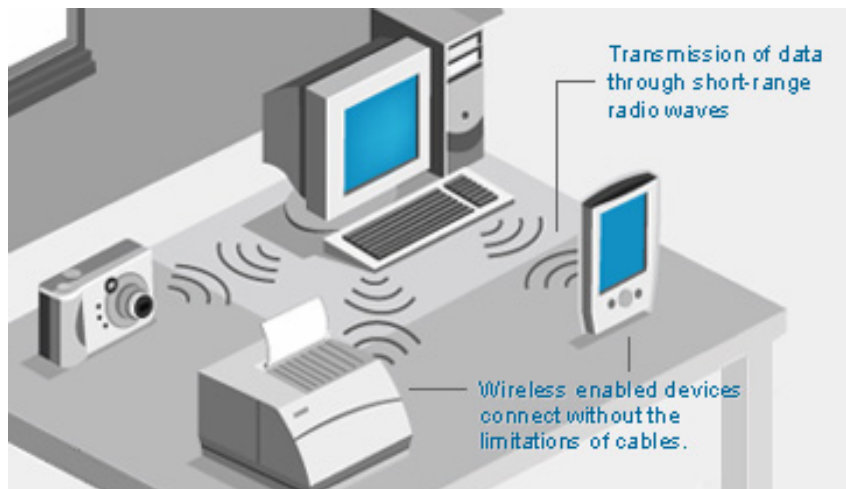 Transmission of data
through short-range
radio waves
Wireless enabled devices
connect without the
limitations of cables.